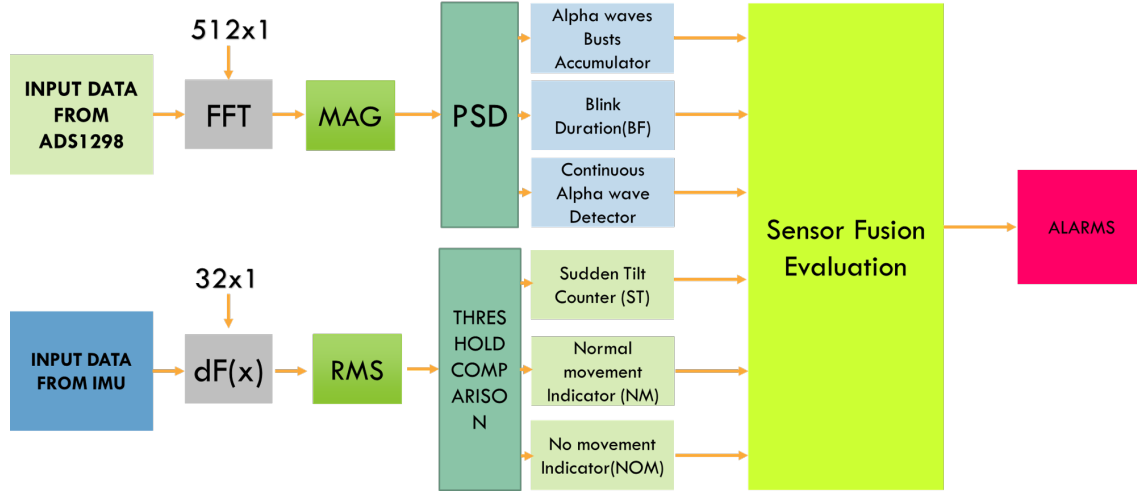 512x1
INPUT DATA
FROM
ADS1298
FFT
MAG
PSD
Alpha waves
Busts
Accumulator
Blink
Duration(BF)
Continuous
Alpha wave
Detector
Sensor Fusion
Evaluation
ALARMS
32x1
INPUT DATA
FROM IMU
dF(x)
RMS
THRES
HOLD
COMP
ARISO
N
Sudden Tilt
Counter (ST)
Normal
movement
Indicator (NM)
No movement
Indicator(NOM)